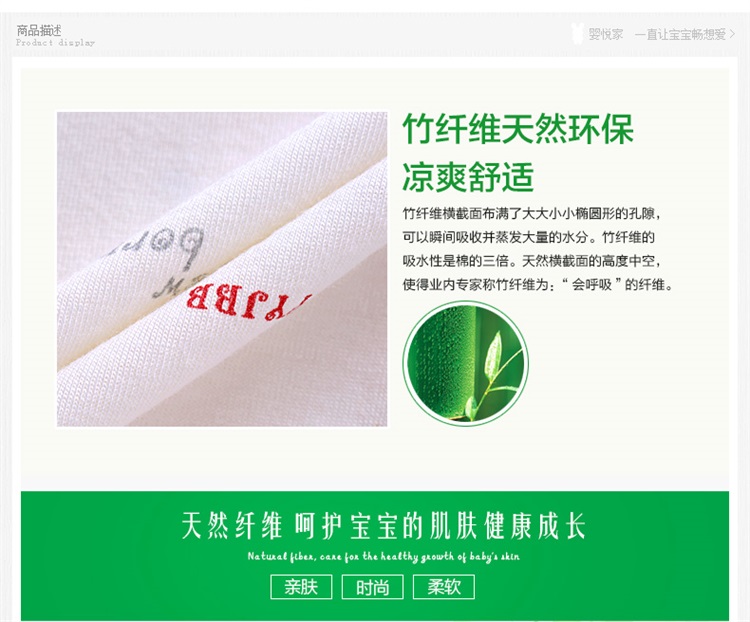 商品描述
Product display
婴悦家 一直让宝宝畅想爱 >
竹纤维天然环保
凉爽舒适
竹纤维横截面布满了大大小小椭圆形的孔隙，
可以瞬间吸收并蒸发大量的水分。竹纤维的
吸水性是棉的三倍。天然横截面的高度中空，
使得业内专家称竹纤维为：“会呼吸”的纤维。
YYJBB
天然纤维 呵护宝宝的肌肤健康成长
Natural fiber, care for the healthy growth of baby's skin
亲肤 时尚 柔软